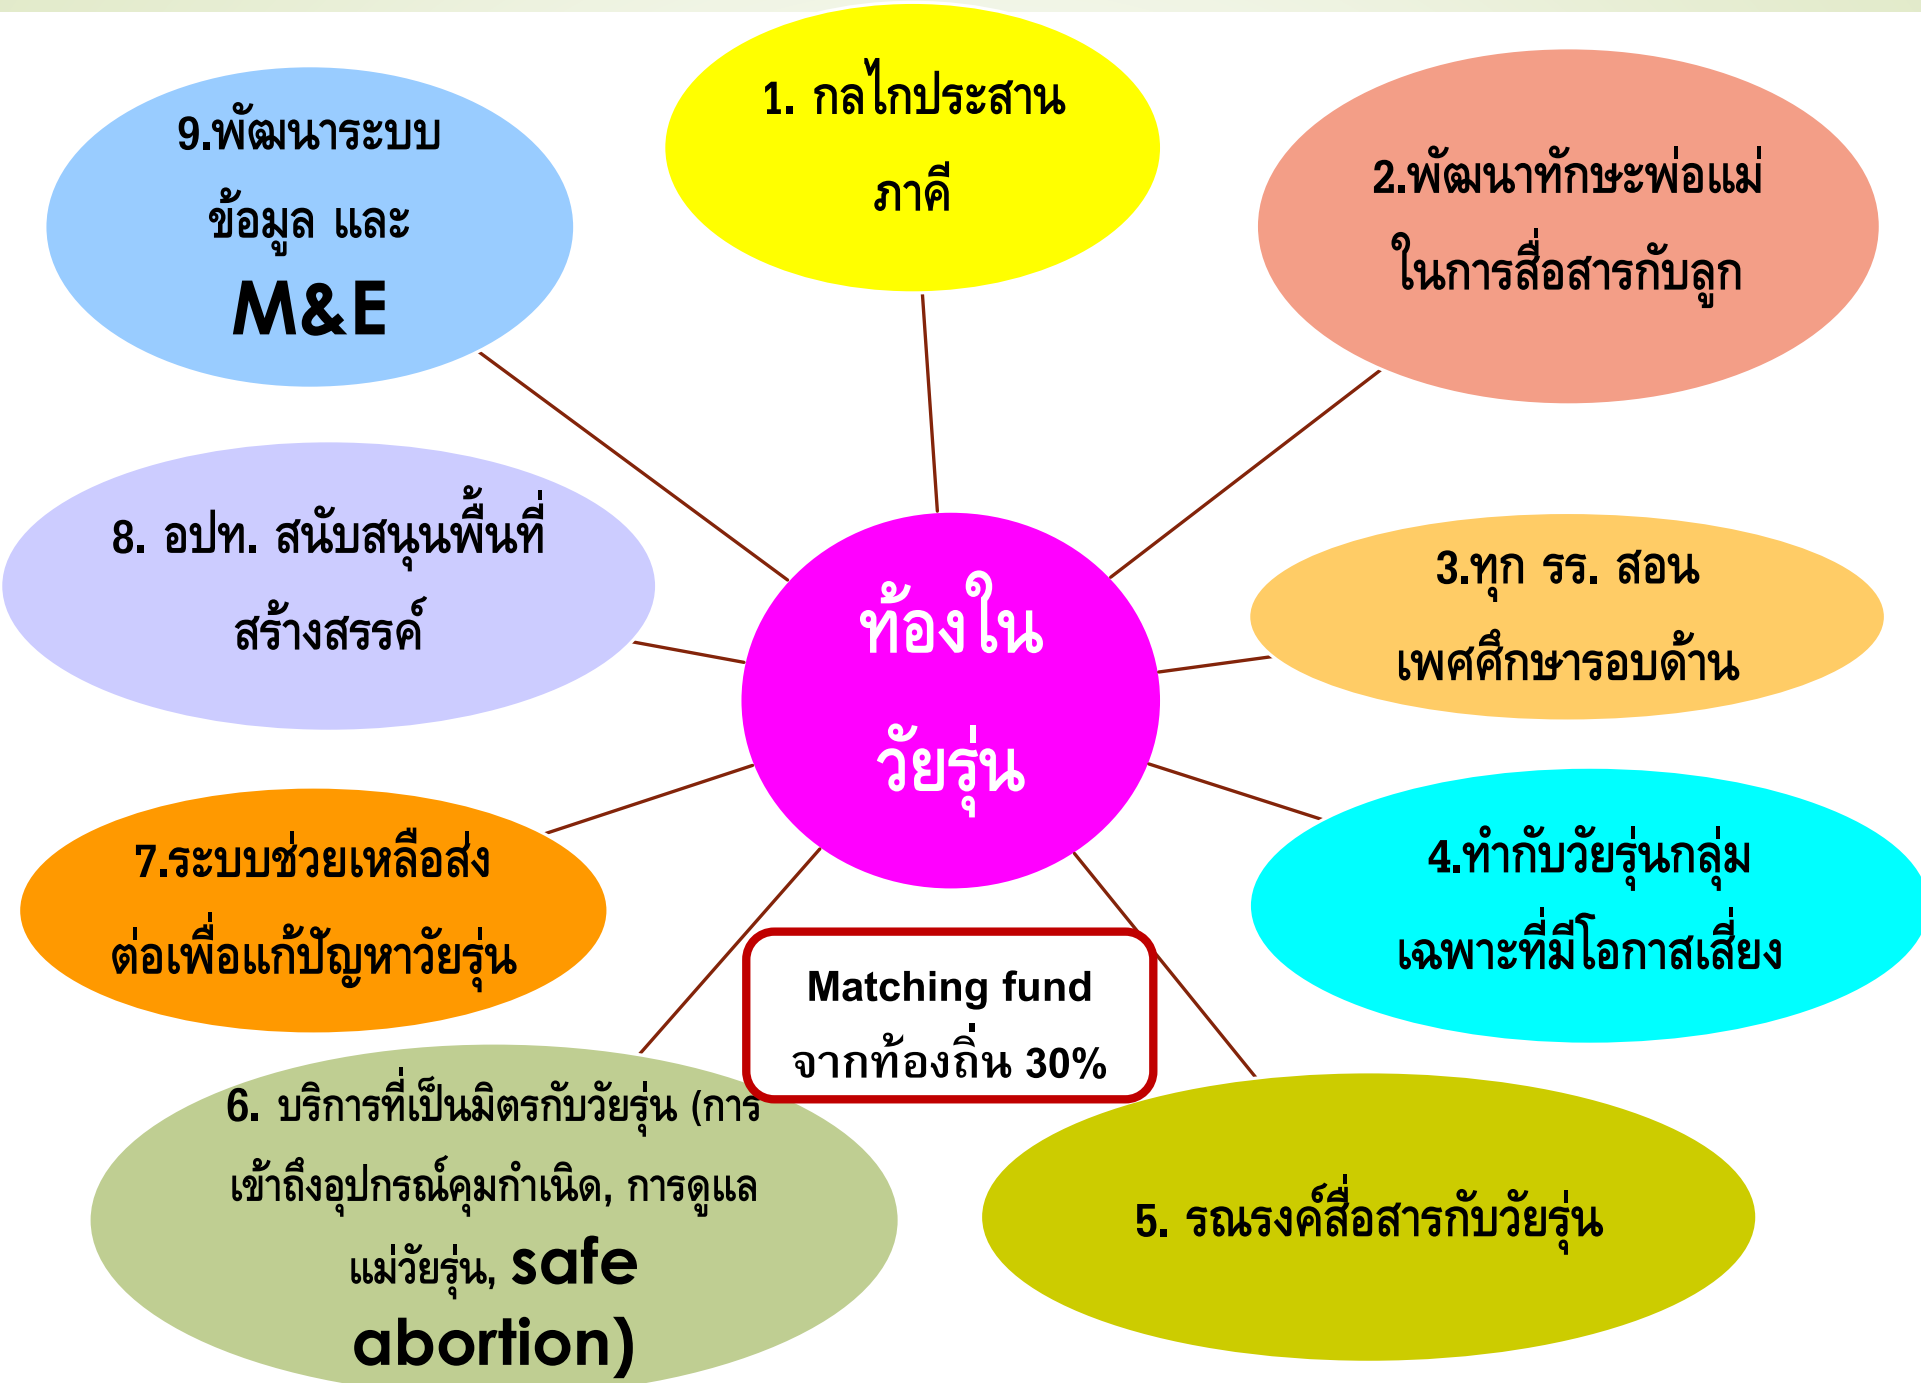 1. กลไกประสาน
ภาคี
2.พัฒนาทักษะพ่อแม่
ในการสื่อสารกับลูก
3.ทุก รร. สอน
เพศศึกษารอบด้าน
4.ทำกับวัยรุ่นกลุ่ม
เฉพาะที่มีโอกาสเสี่ยง
5. รณรงค์สื่อสารกับวัยรุ่น
6. บริการที่เป็นมิตรกับวัยรุ่น (การ
เข้าถึงอุปกรณ์คุมกำเนิด, การดูแล
แม่วัยรุ่น, safe
abortion)
7.ระบบช่วยเหลือส่ง
ต่อเพื่อแก้ปัญหาวัยรุ่น
8. อปท. สนับสนุนพื้นที่
สร้างสรรค์
9.พัฒนาระบบ
ข้อมูล และ
M&E
ท้องใน
วัยรุ่น
Matching fund
จากท้องถิ่น 30%